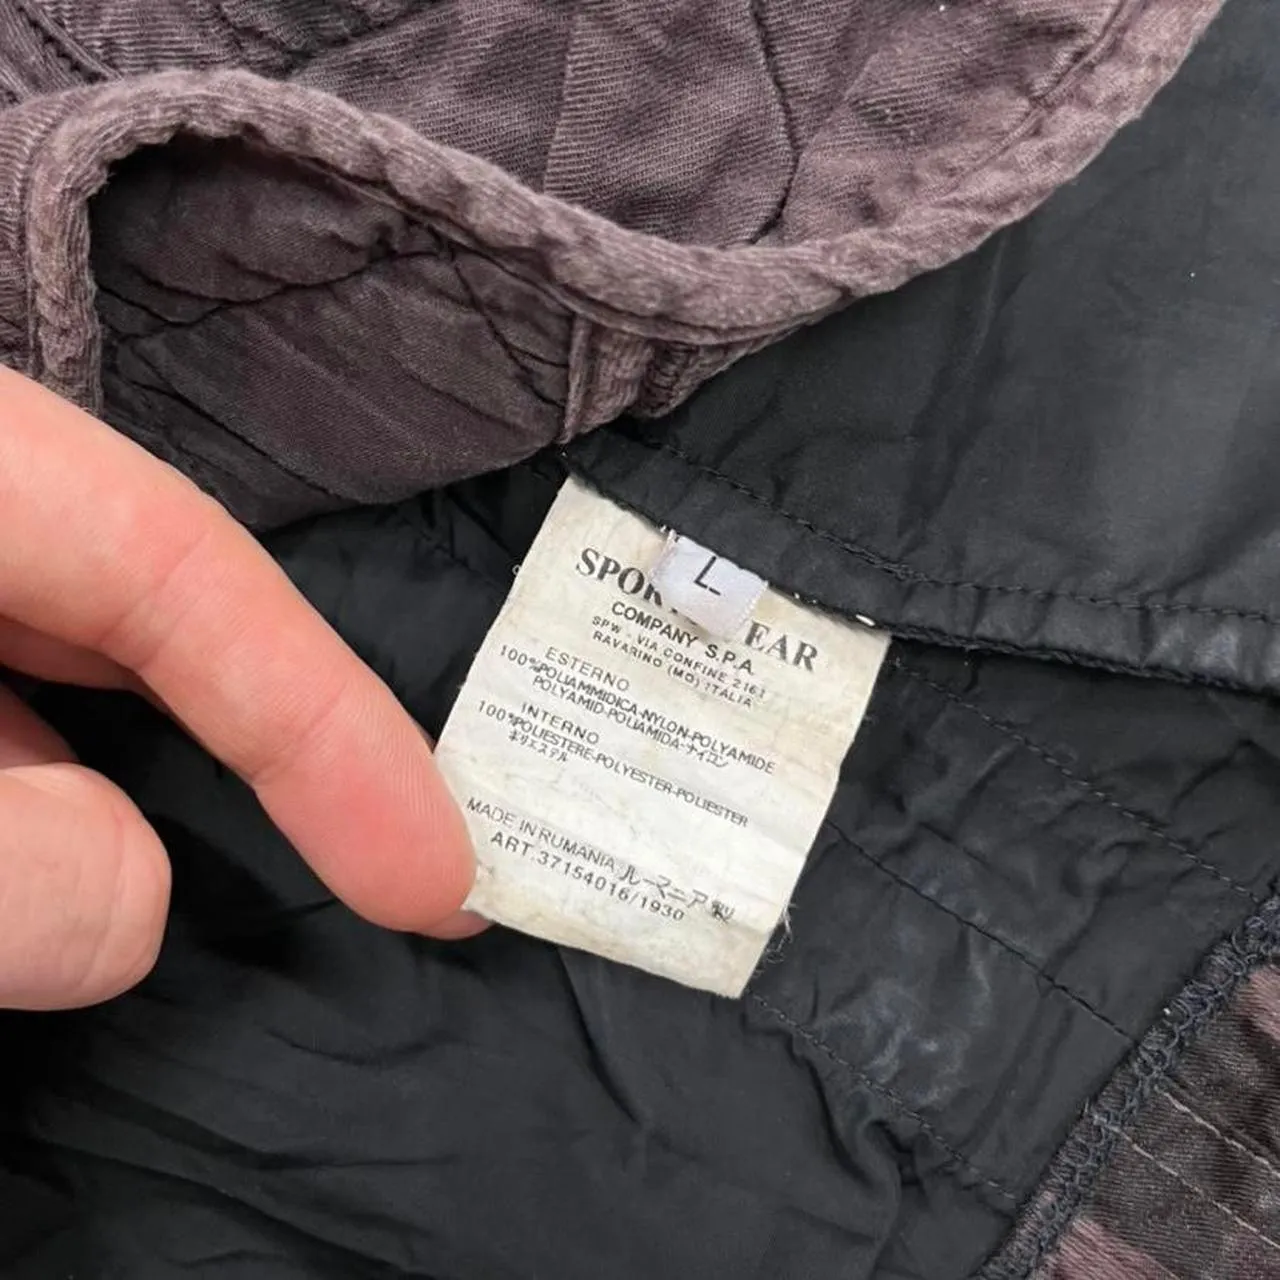 L
SPORTSWEAR
COMPANY S.P.A.
SPW - VIA CONFINE 2161
RAVARINO (MO) ITALIA
ESTERNO
100%POLIAMMIDICA-NYLON-POLYAMIDE
POLYAMID-POLIAMIDA-ナイロン
INTERNO
100%POLIESTERE-POLYESTER-POLIESTER
ポリエステル
MADE IN RUMANIA ルーマニア製
ART.37154016/1930